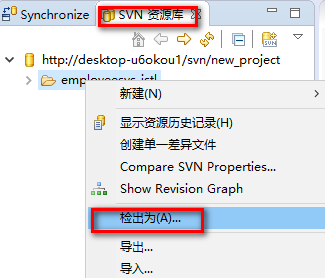 Synchronize SVN 资源库
http://desktop-u6okou1/svn/new_project
employeesys_jstl
新建(N)
显示资源历史记录(H)
创建单一差异文件
Compare SVN Properties...
Show Revision Graph
检出为(A)...
导出...
导入...